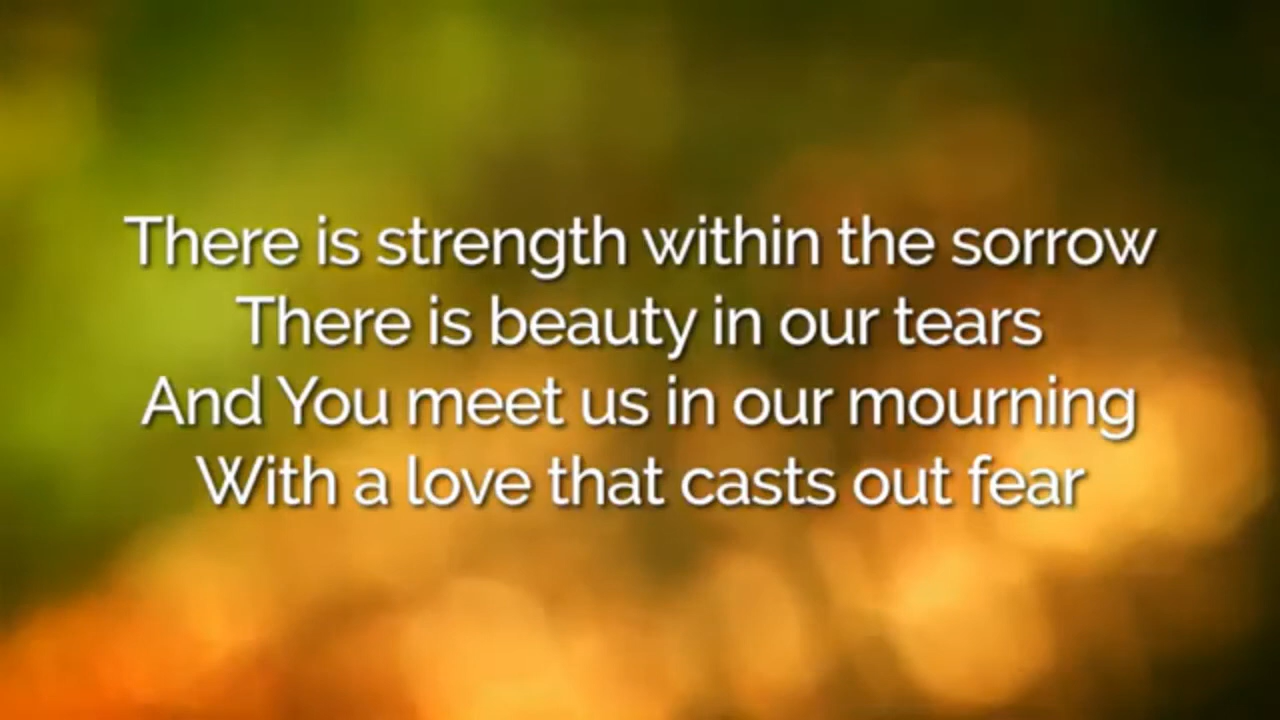 There is strength within the sorrow
There is beauty in our tears
And You meet us in our mourning
With a love that casts out fear